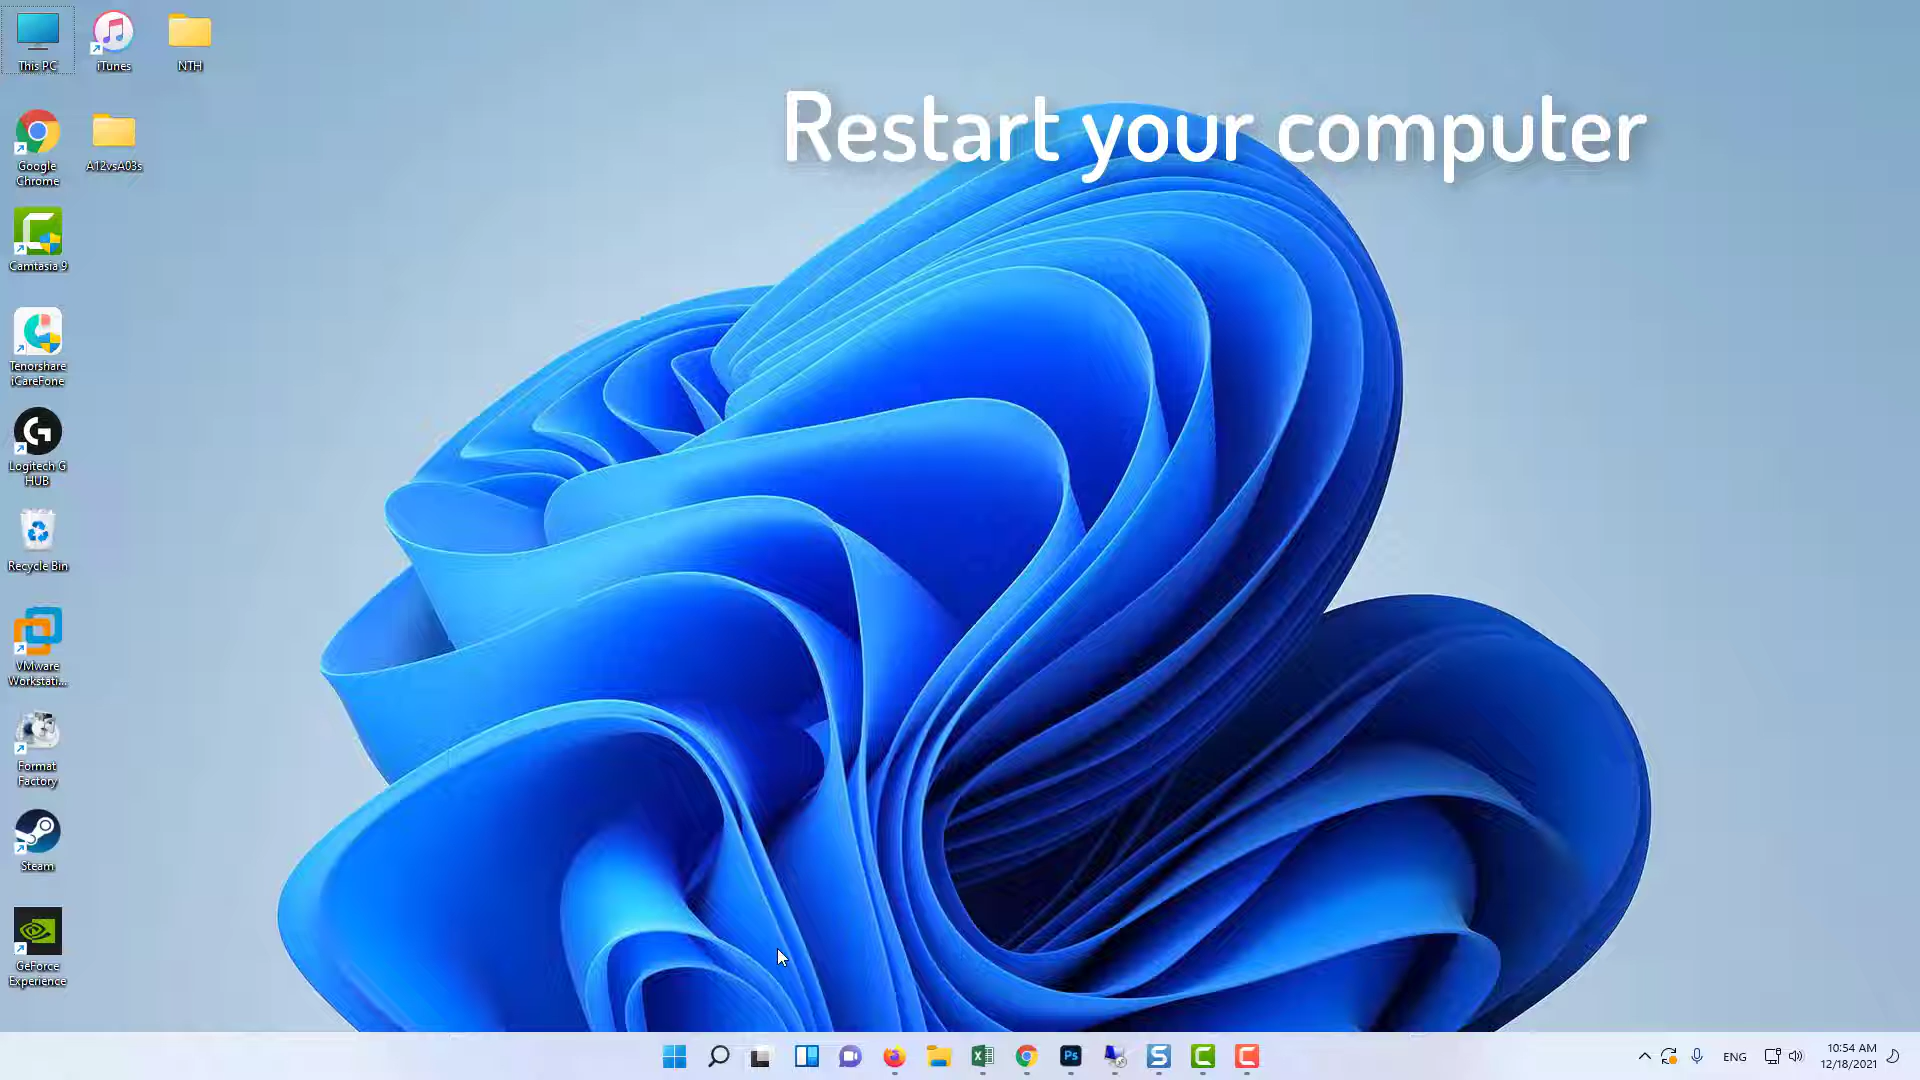 Restart your computer
This PC
iTunes
NTH
Google
Chrome
A12vsA03s
Camtasia 9
Tenorshare
iCareFone
Logitech G
HUB
Recycle Bin
VMware
Workstati...
Format
Factory
Steam
GeForce
Experience
Ps
S
C
C
ENG
10:54 AM
12/18/2021